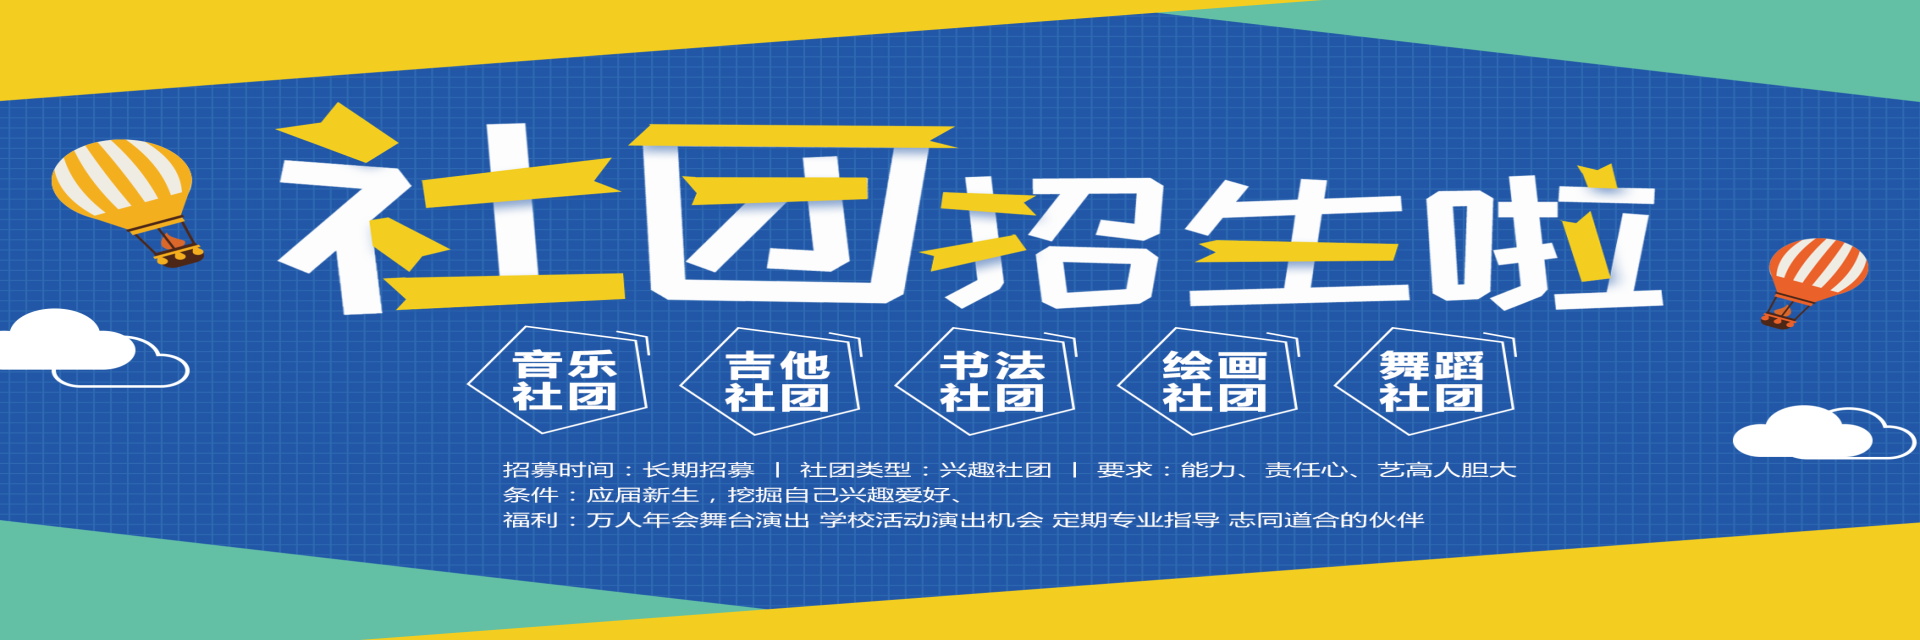 社团招生啦
音乐社团
吉他社团
书法社团
绘画社团
舞蹈社团
招募时间：长期招募 丨 社团类型：兴趣社团 丨 要求：能力、责任心、艺高人胆大
条件：应届新生，挖掘自己兴趣爱好、
福利：万人年会舞台演出 学校活动演出机会 定期专业指导 志同道合的伙伴